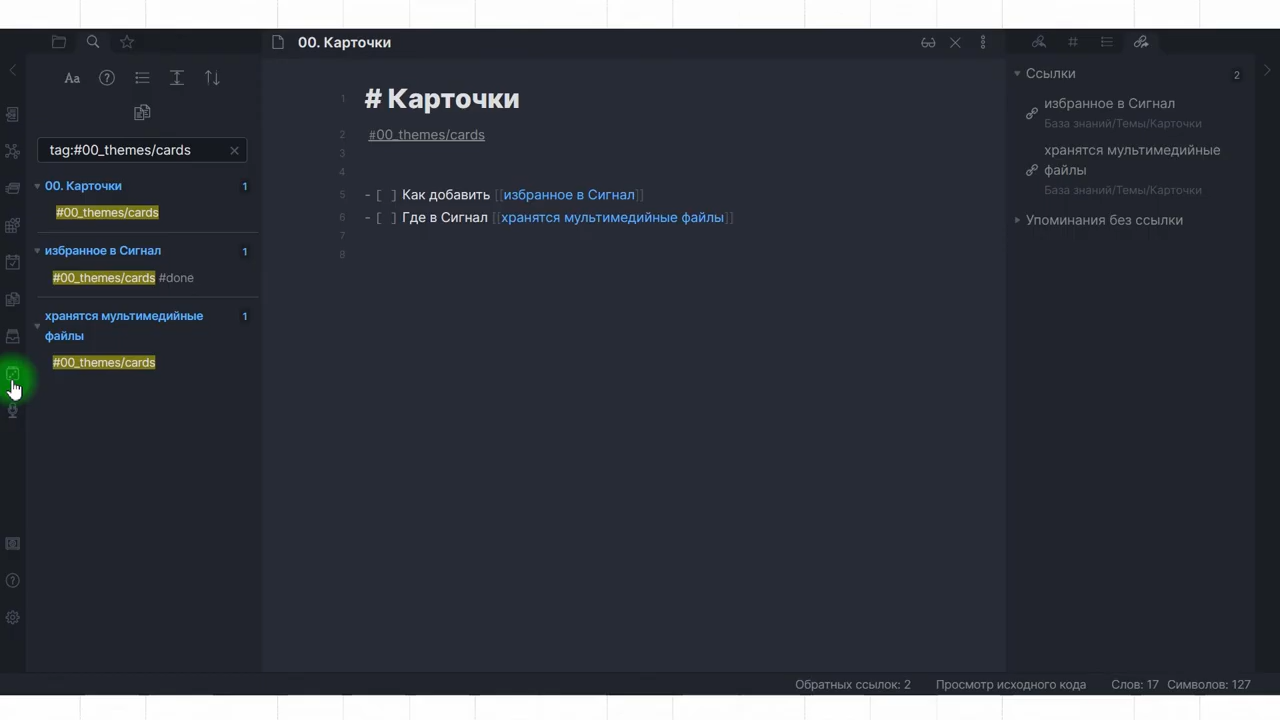 00. Карточки
Aa
tag:#00_themes/cards
00. Карточки 1
#00_themes/cards
избранное в Сигнал 1
#00_themes/cards #done
хранятся мультимедийные 1
файлы
#00_themes/cards
1 # Карточки
2 #00_themes/cards
3
4
5 - [ ] Как добавить [[избранное в Сигнал]]
6 - [ ] Где в Сигнал [[хранятся мультимедийные файлы]]
7
8
Ссылки 2
избранное в Сигнал
База знаний/Темы/Карточки
хранятся мультимедийные
файлы
База знаний/Темы/Карточки
Упоминания без ссылки
Обратных ссылок: 2 Просмотр исходного кода Слов: 17 Символов: 127